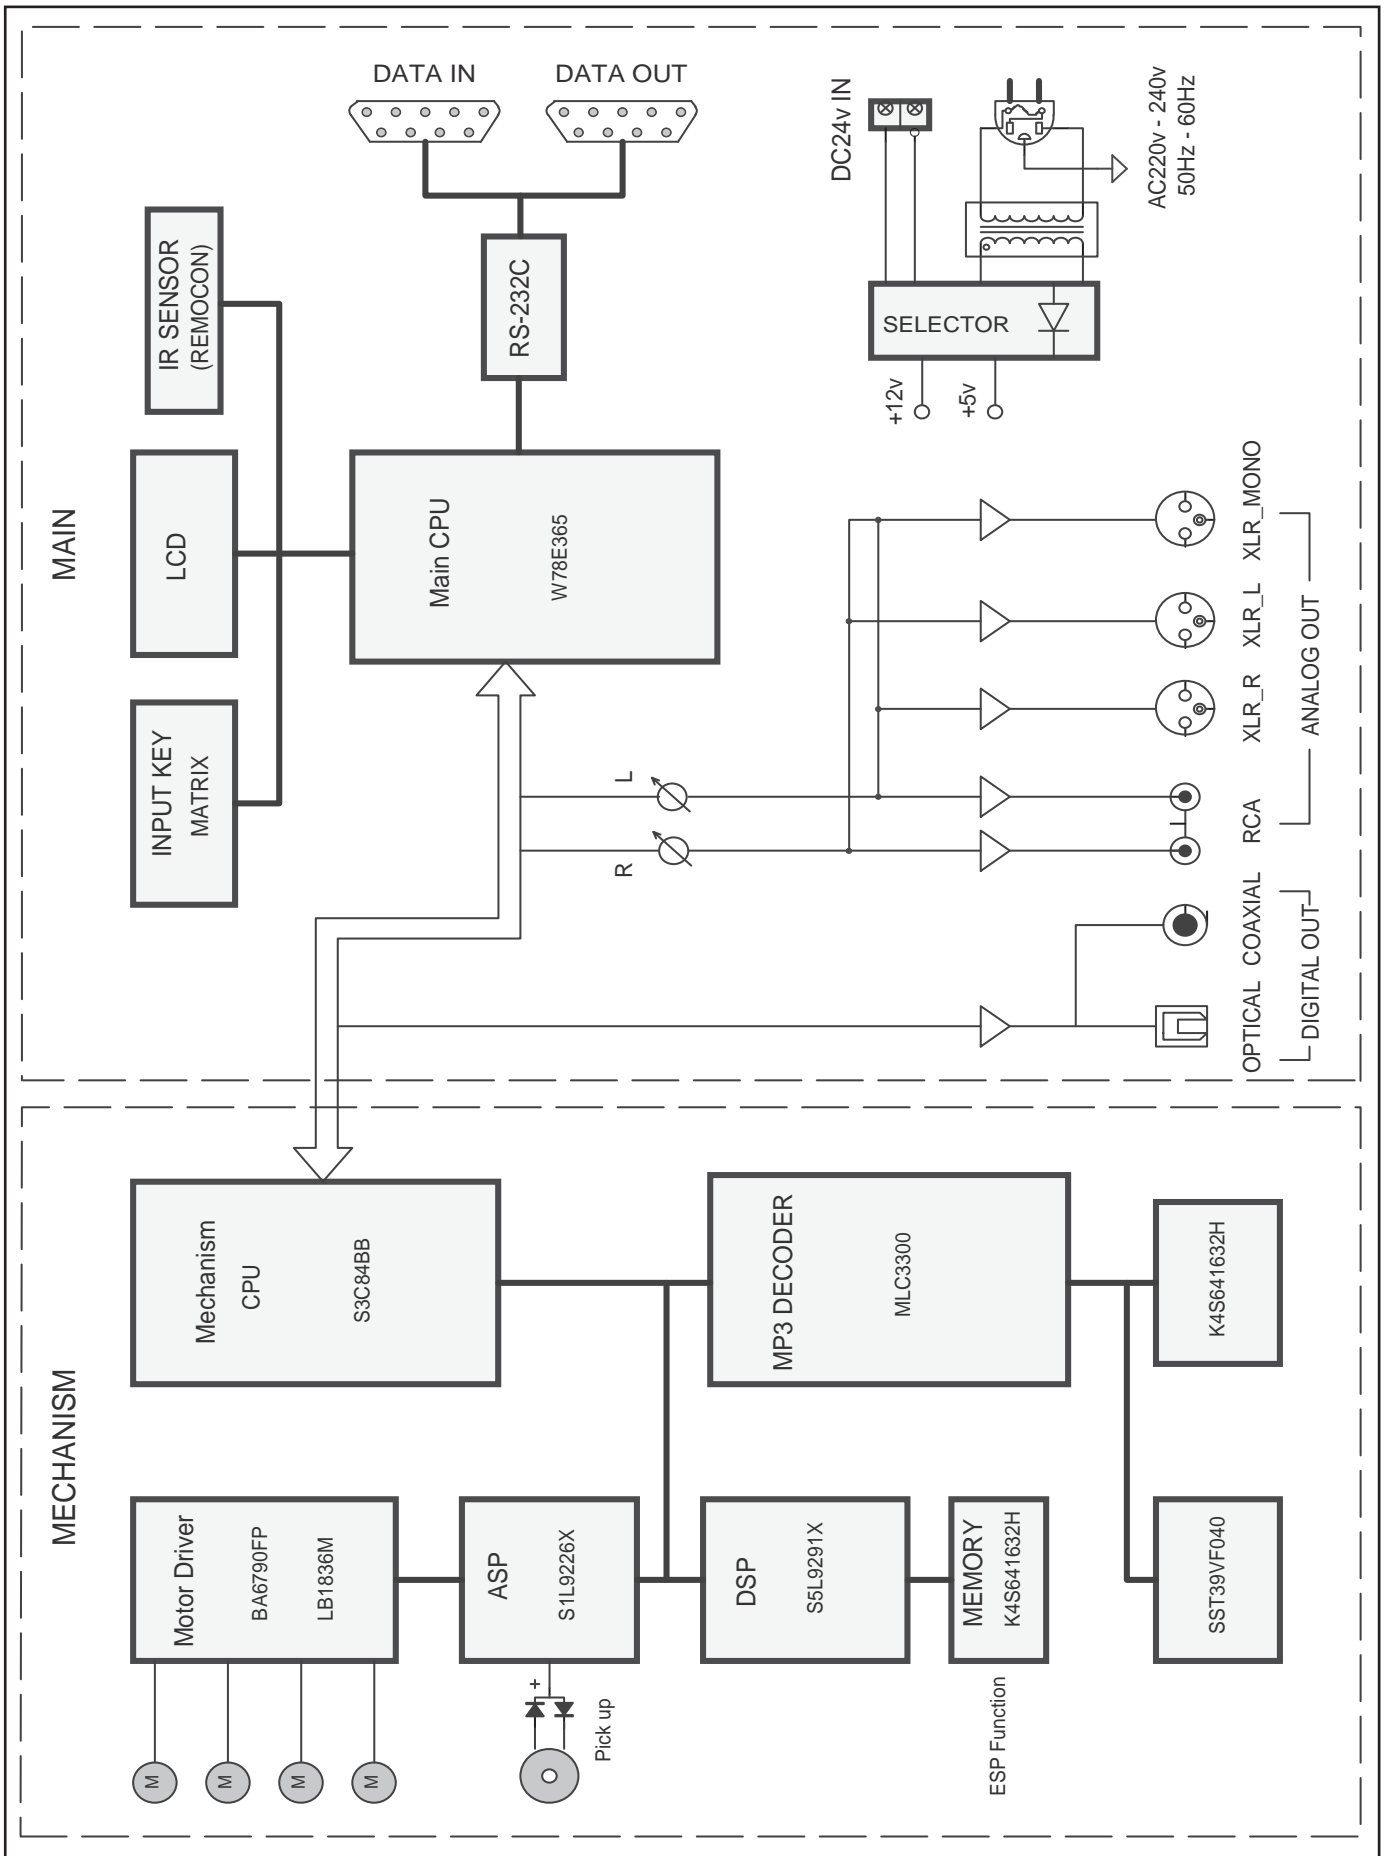 MECHANISM
Motor Driver
BA6790FP
LB1836M
M
M
M
M
ASP
S1L9226X
+
Pick up
DSP
S5L9291X
MEMORY
K4S641632H
ESP Function
SST39VF040
Mechanism
CPU
S3C84BB
MP3 DECODER
MLC3300
K4S641632H
MAIN
INPUT KEY
MATRIX
LCD
IR SENSOR
(REMOCON)
Main CPU
W78E365
RS-232C
DATA IN
DATA OUT
DC24v IN
AC220v - 240v
50Hz - 60Hz
SELECTOR
+12v
+5v
R
L
OPTICAL
COAXIAL
RCA
XLR_R
XLR_L
XLR_MONO
DIGITAL OUT
ANALOG OUT